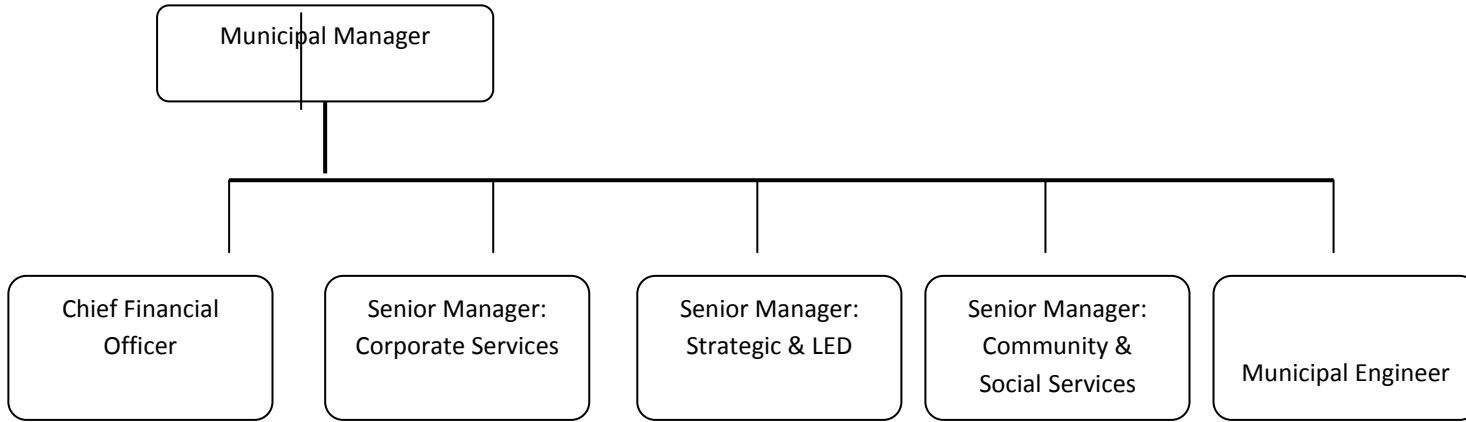 Municipal Manager
Chief Financial
Officer
Senior Manager:
Corporate Services
Senior Manager:
Strategic & LED
Senior Manager:
Community &
Social Services
Municipal Engineer